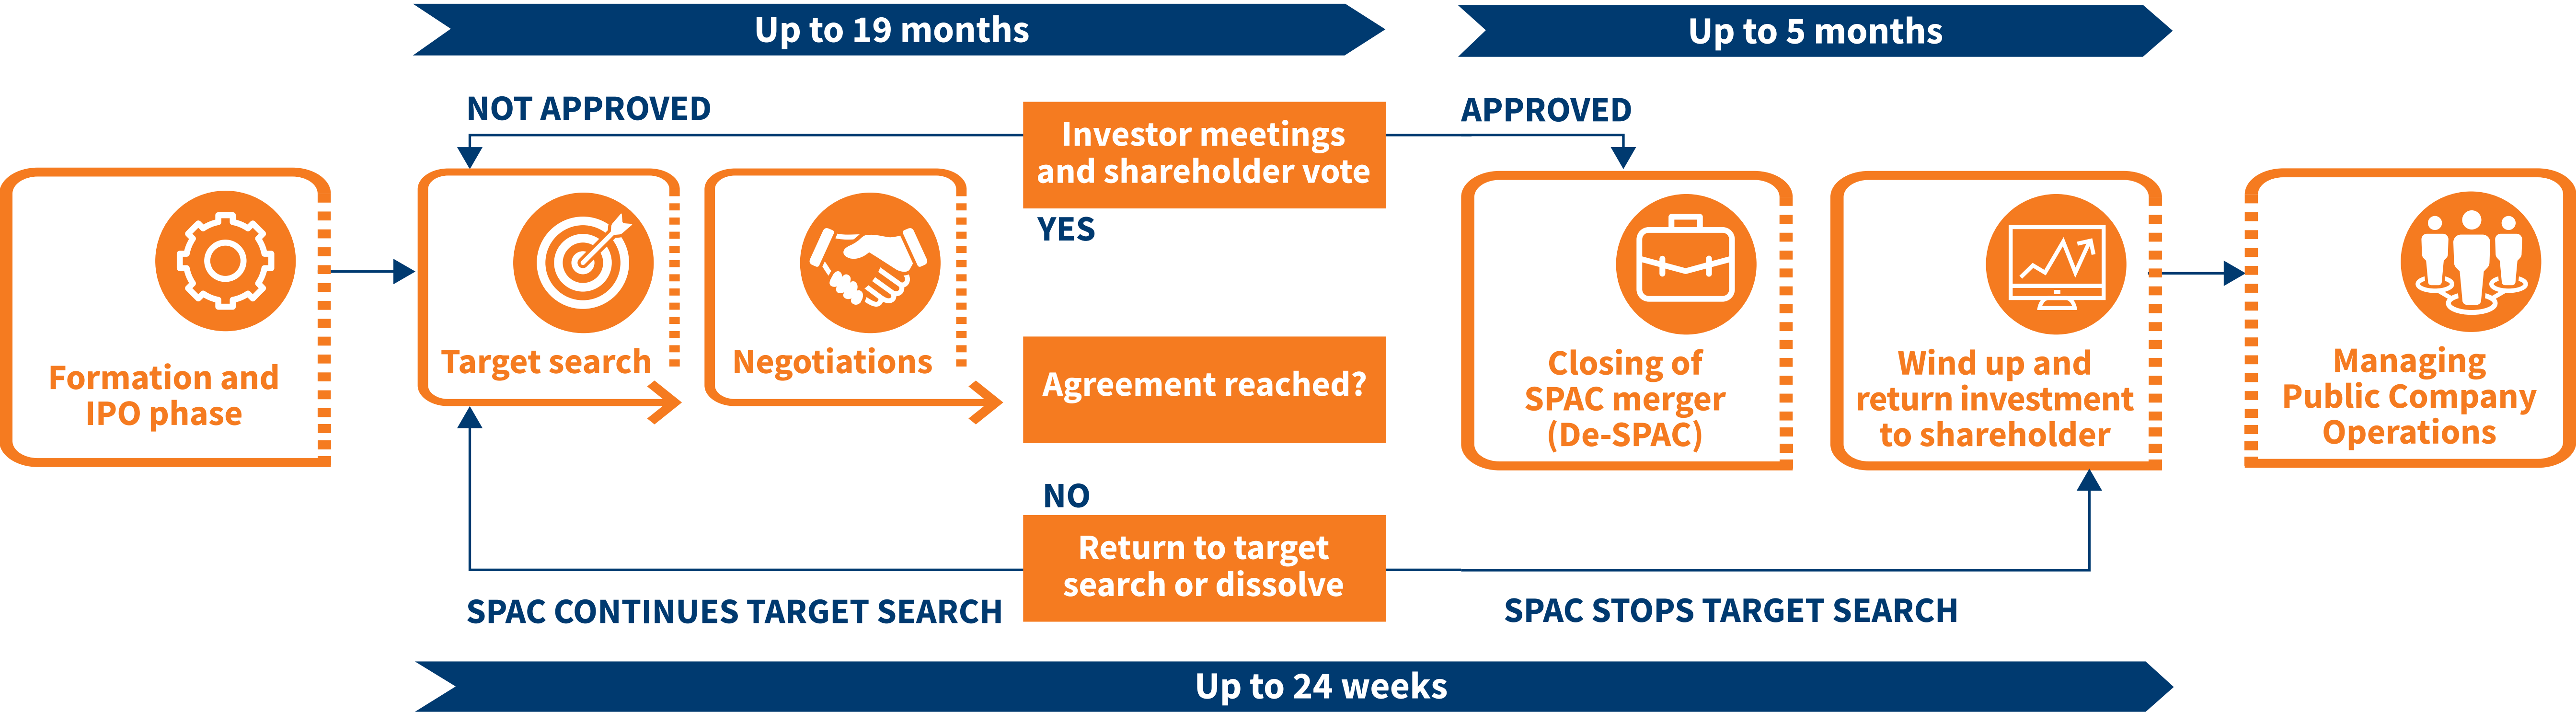 Up to 19 months
Up to 5 months
NOT APPROVED
Investor meetings
and shareholder vote
APPROVED
YES
Formation and
IPO phase
Target search
Negotiations
Agreement reached?
Closing of
SPAC merger
(De-SPAC)
Wind up and
return investment
to shareholder
Managing
Public Company
Operations
NO
Return to target
search or dissolve
SPAC CONTINUES TARGET SEARCH
SPAC STOPS TARGET SEARCH
Up to 24 weeks